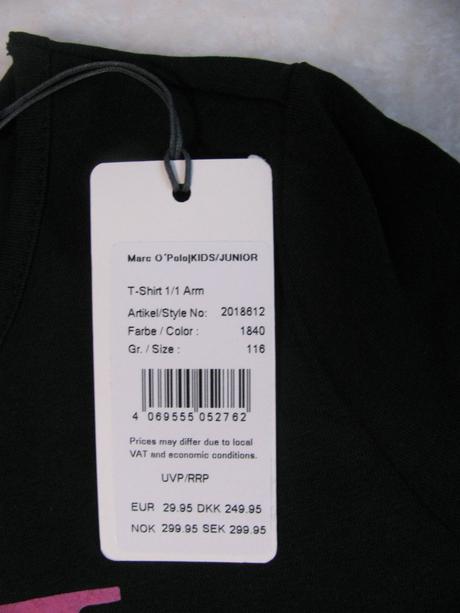 Marc O´Polo|KIDS/JUNIOR
T-Shirt 1/1 Arm
Artikel/Style No: 2018612
Farbe / Color : 1840
Gr. / Size : 116
4 069555 052762
Prices may differ due to local
VAT and economic conditions.
UVP/RRP
EUR 29.95 DKK 249.95
NOK 299.95 SEK 299.95